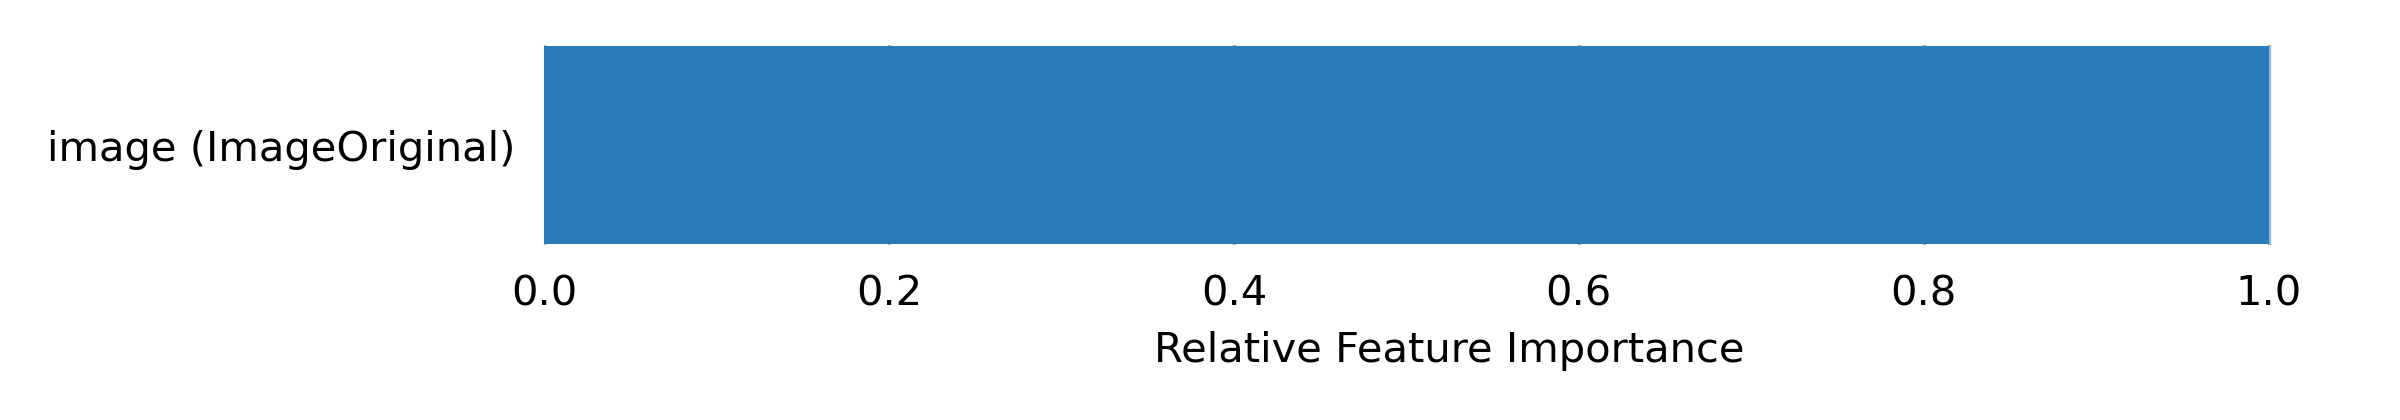 image (ImageOriginal)
0.0 0.2 0.4 0.6 0.8 1.0
Relative Feature Importance